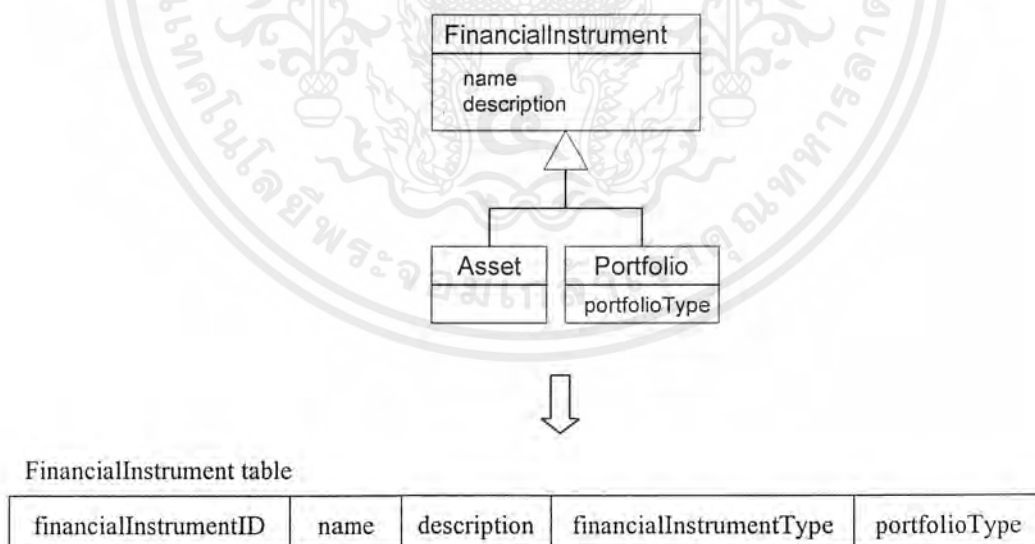 FinancialInstrument
name
description
Asset Portfolio
portfolioType
FinancialInstrument table
financialInstrumentID name description financialInstrumentType portfolioType